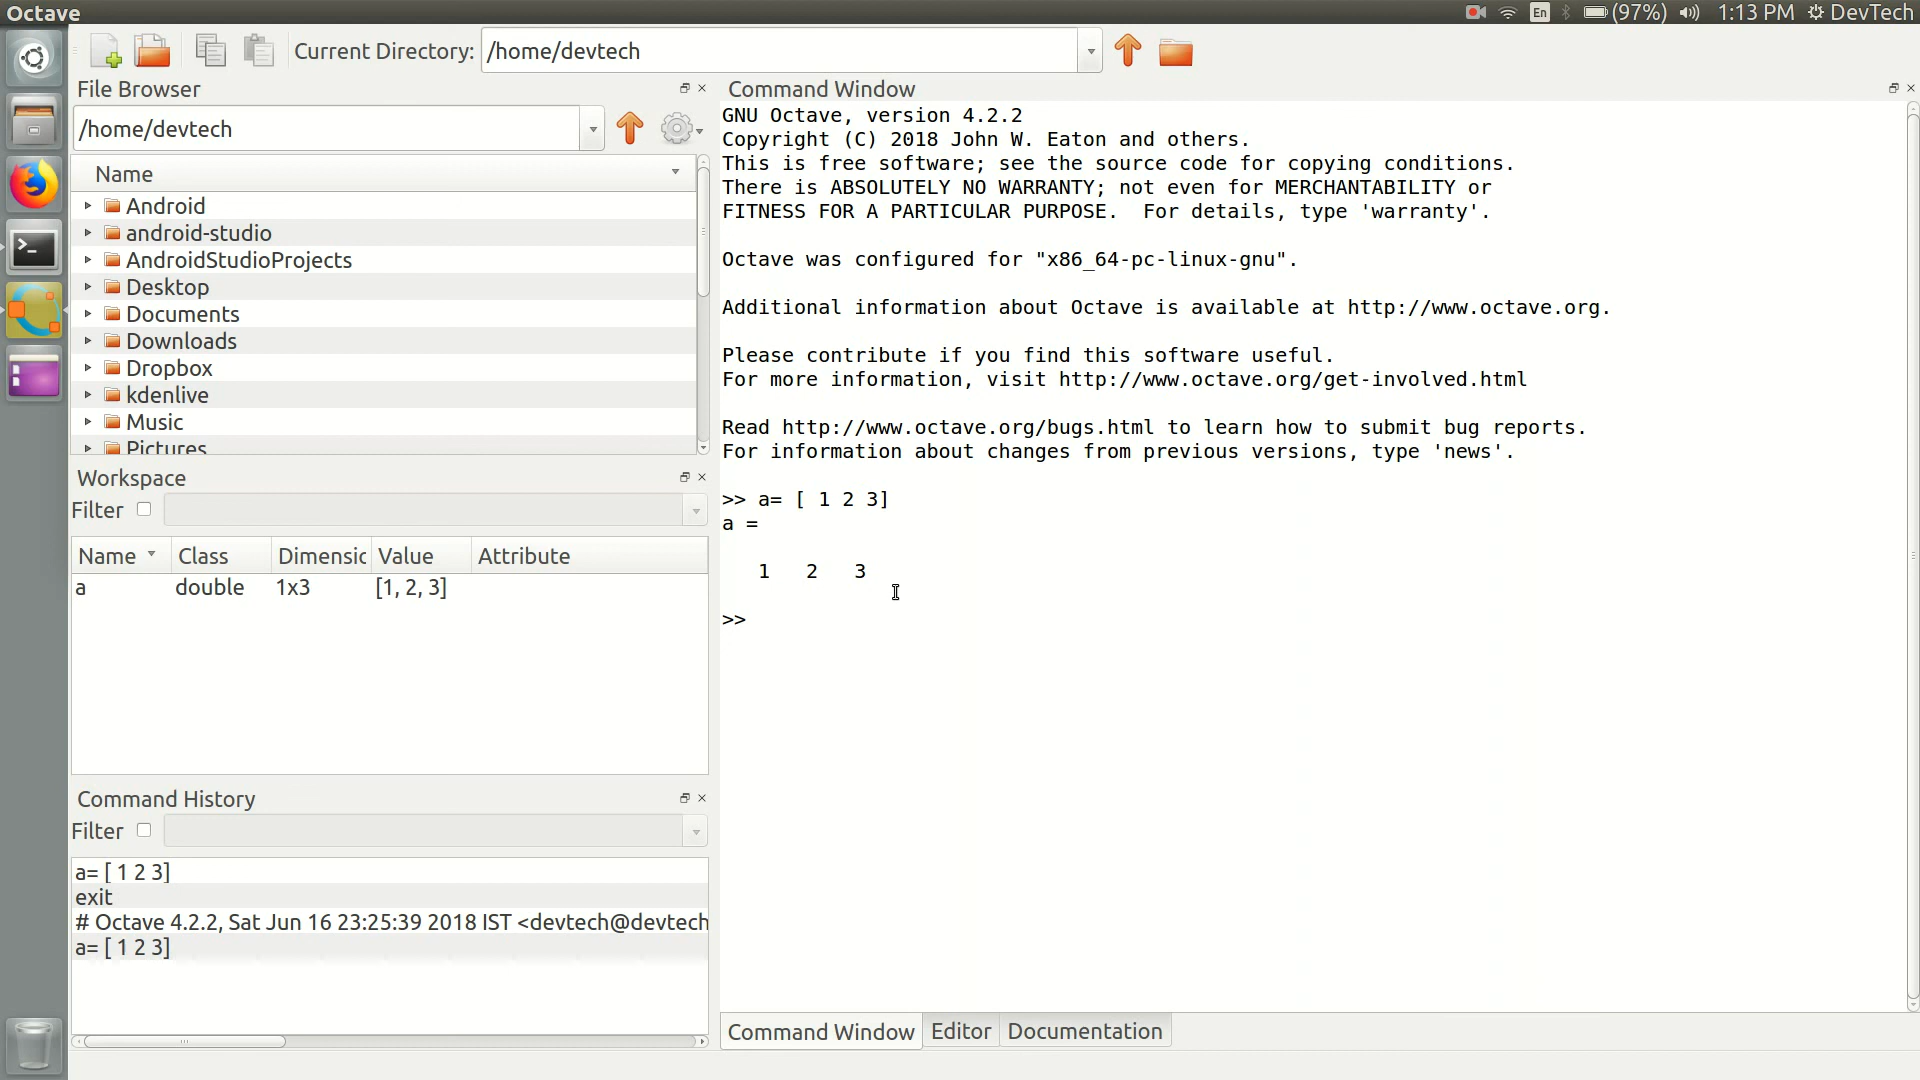 Octave
En
(97%)
1:13 PM
DevTech
Current Directory:
/home/devtech
File Browser
/home/devtech
Name
Android
android-studio
AndroidStudioProjects
Desktop
Documents
Downloads
Dropbox
kdenlive
Music
Pictures
Workspace
Filter
Name Class Dimensic Value Attribute
a double 1x3 [1, 2, 3]
Command History
Filter
a= [ 1 2 3]
exit
# Octave 4.2.2, Sat Jun 16 23:25:39 2018 IST <devtech@devtech
a= [ 1 2 3]
Command Window
GNU Octave, version 4.2.2
Copyright (C) 2018 John W. Eaton and others.
This is free software; see the source code for copying conditions.
There is ABSOLUTELY NO WARRANTY; not even for MERCHANTABILITY or
FITNESS FOR A PARTICULAR PURPOSE.  For details, type 'warranty'.
Octave was configured for "x86_64-pc-linux-gnu".
Additional information about Octave is available at http://www.octave.org.
Please contribute if you find this software useful.
For more information, visit http://www.octave.org/get-involved.html
Read http://www.octave.org/bugs.html to learn how to submit bug reports.
For information about changes from previous versions, type 'news'.
>> a= [ 1 2 3]
a =
1 2 3
>>
Command Window
Editor
Documentation